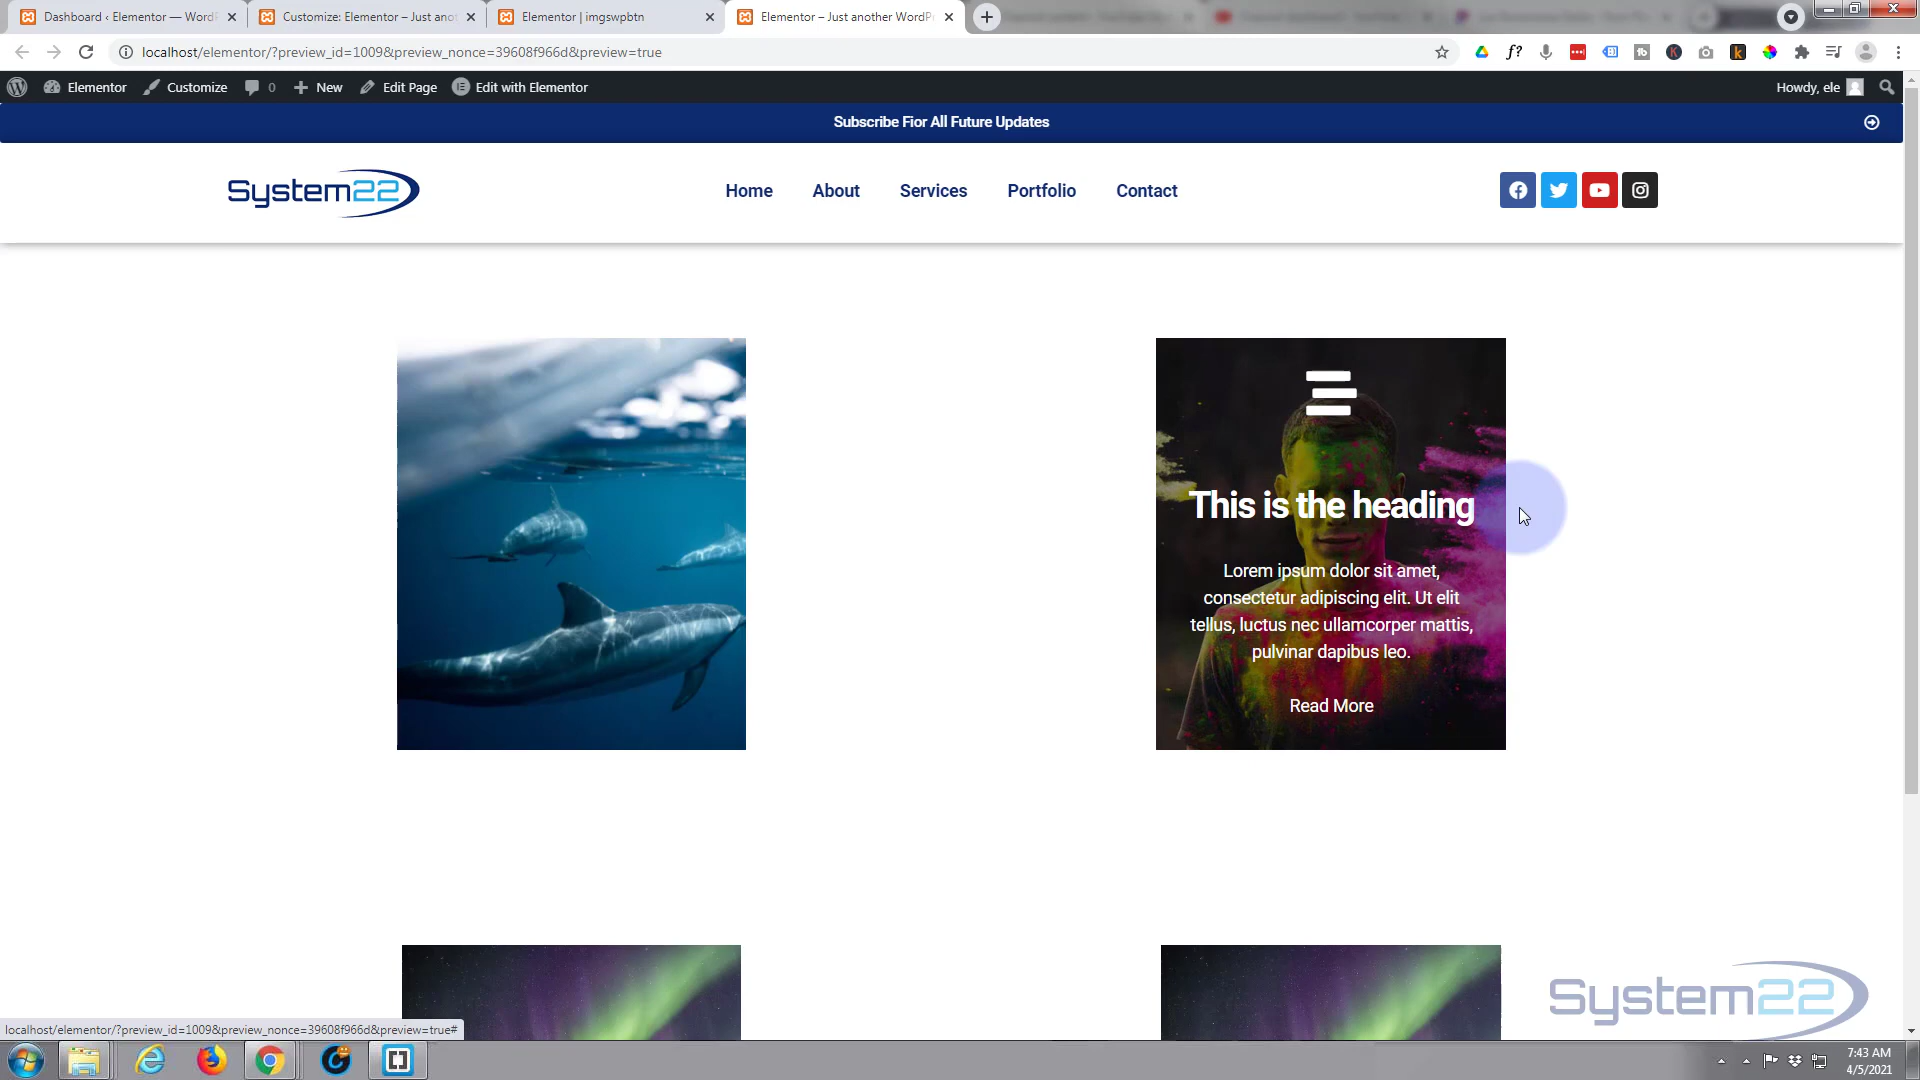 Dashboard ‹ Elementor — WordP
Customize: Elementor – Just anot
Elementor | imgswpbtn
Elementor – Just another WordP
localhost/elementor/?preview_id=1009&preview_nonce=39608f966d&preview=true
Elementor
Customize
0
New
Edit Page
Edit with Elementor
Howdy, ele
Subscribe Fior All Future Updates
System22
Home
About
Services
Portfolio
Contact
This is the heading
Lorem ipsum dolor sit amet,
consectetur adipiscing elit. Ut elit
tellus, luctus nec ullamcorper mattis,
pulvinar dapibus leo.
Read More
System22
localhost/elementor/?preview_id=1009&preview_nonce=39608f966d&preview=true#
7:43 AM
4/5/2021